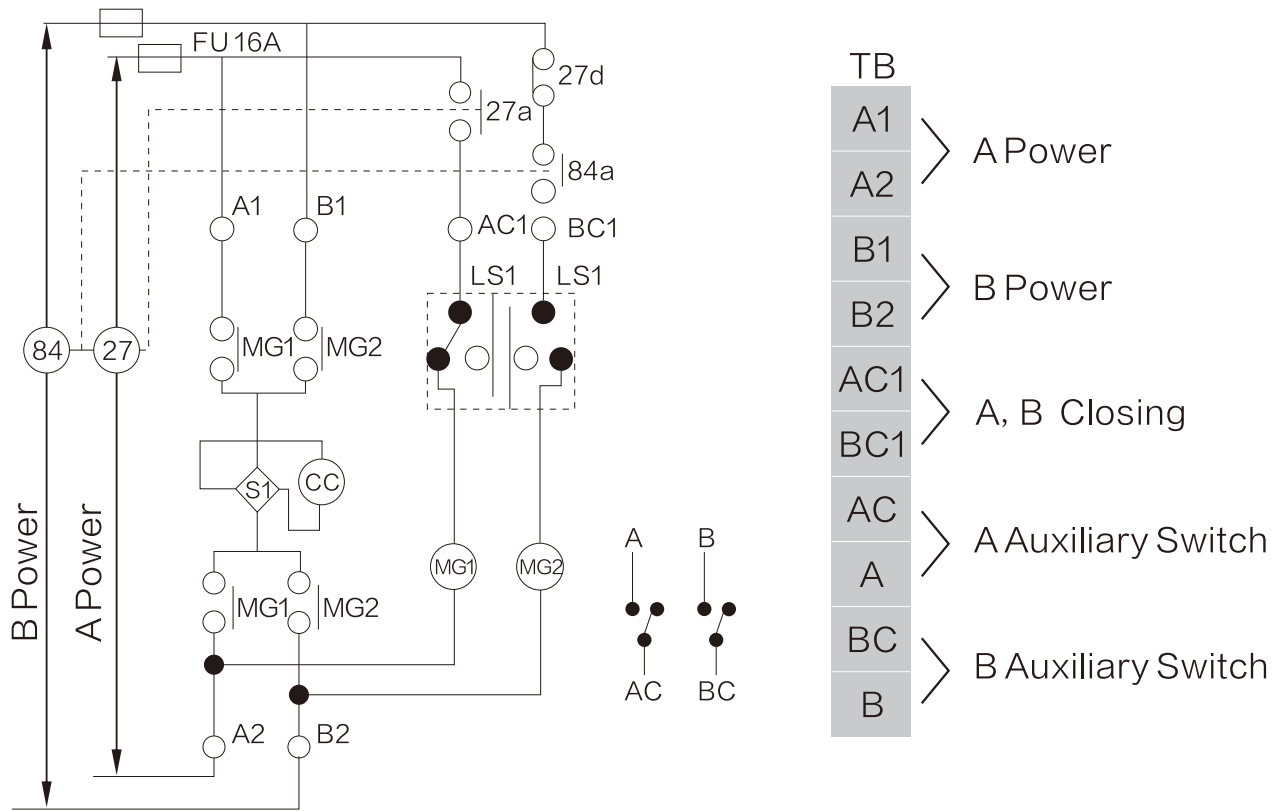 FU 16A
27d
27a
84a
A1
B1
AC1
BC1
LS1
LS1
84
27
MG1
MG2
S1
CC
B Power
A Power
MG1
MG2
MG1
MG2
A2
B2
A
B
AC
BC
TB
A1
A2
A Power
B1
B2
B Power
AC1
BC1
A, B Closing
AC
A
A Auxiliary Switch
BC
B
B Auxiliary Switch